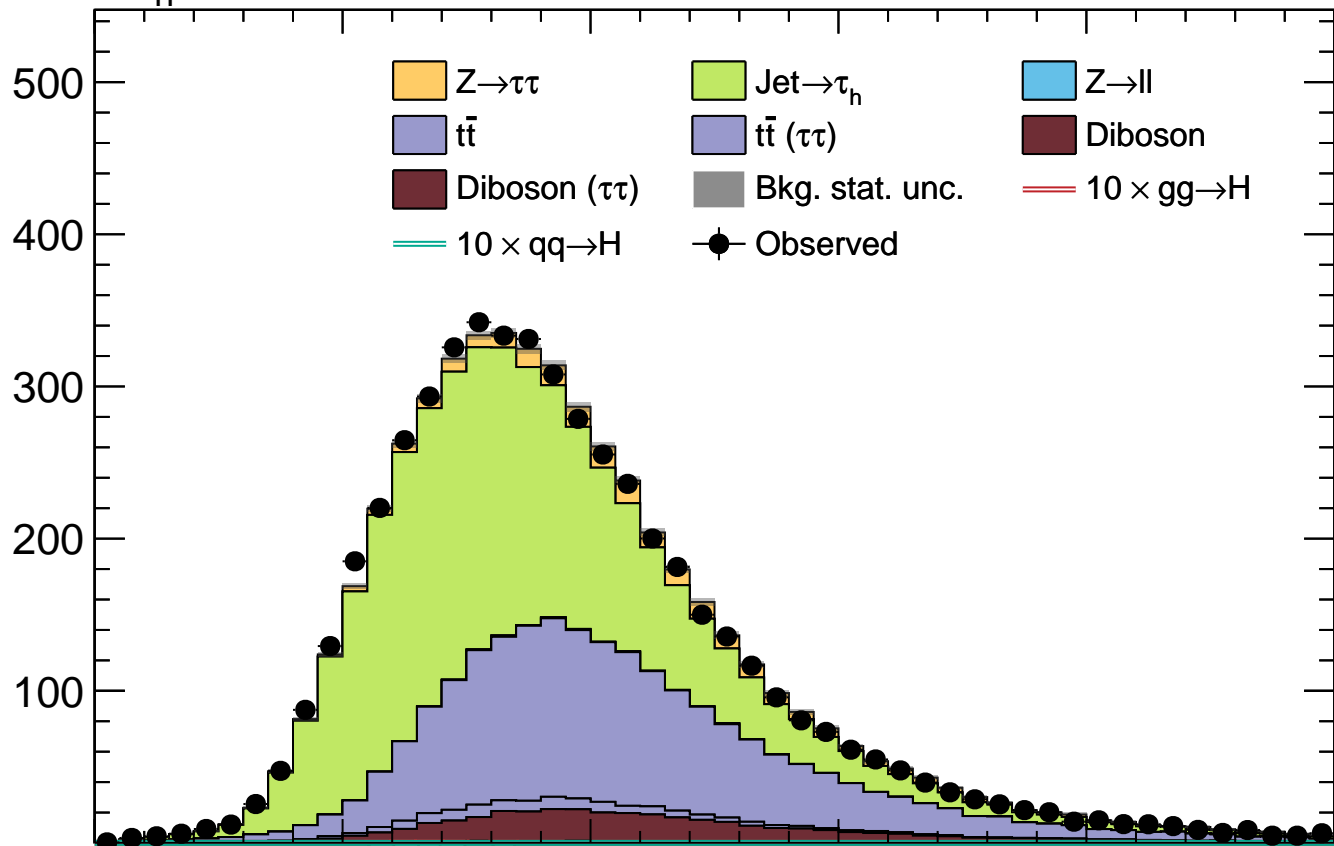 500
Z→ττ Jet→τh Z→ll
tt̄ tt̄ (ττ) Diboson
Diboson (ττ) Bkg. stat. unc. 10 × gg→H
400
10 × qq→H Observed
300
200
100